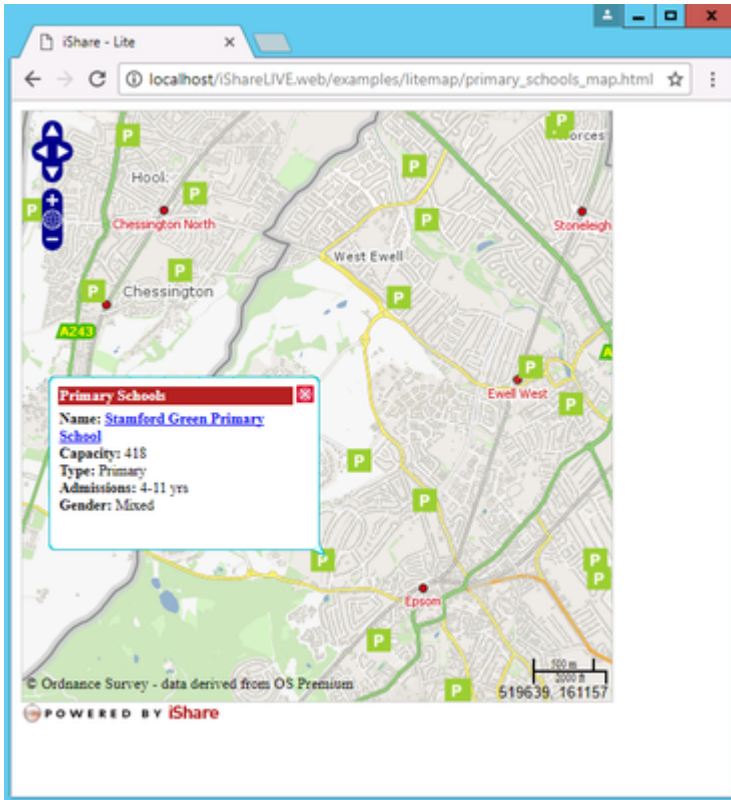 iShare - Lite
localhost/iShareLIVE.web/examples/litemap/primary_schools_map.html
P
P
orces
P
Hool
P
P
Chessington North
P
Stoneleigh
West Ewell
P
P
Chessington
P
A243
A
P
Ewell West
P
Primary Schools
Name: Stamford Green Primary
School
Capacity: 418
Type: Primary
Admissions: 4-11 yrs
Gender: Mixed
P
P
P
P
P
Epsom
P
500 m
2000 ft
© Ordnance Survey - data derived from OS Premium
P
519639, 161157
POWERED BY iShare